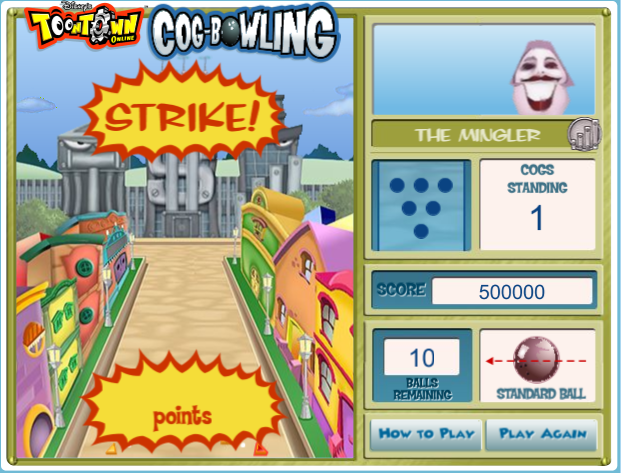 Disney's
TOONTOWN
ONLINE
COG-BOWLING
STRIKE!
points
THE MINGLER
COGS
STANDING
1
SCORE 500000
10
BALLS
REMAINING
STANDARD BALL
HOW TO PLAY
PLAY AGAIN